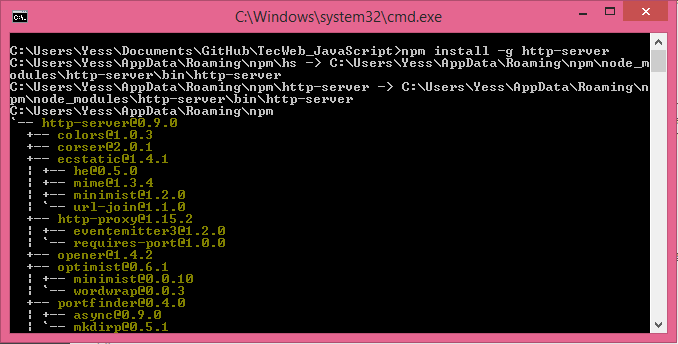 C:\Windows\system32\cmd.exe
C:\Users\Yess\Documents\GitHub\TecWeb_JavaScript>npm install -g http-server
C:\Users\Yess\AppData\Roaming\npm\hs -> C:\Users\Yess\AppData\Roaming\npm\node_m
odules\http-server\bin\http-server
C:\Users\Yess\AppData\Roaming\npm\http-server -> C:\Users\Yess\AppData\Roaming\n
pm\node_modules\http-server\bin\http-server
C:\Users\Yess\AppData\Roaming\npm
`-- http-server@0.9.0
  +-- colors@1.0.3
  +-- corser@2.0.1
  +-- ecstatic@1.4.1
  ¦ +-- he@0.5.0
  ¦ +-- mime@1.3.4
  ¦ +-- minimist@1.2.0
  ¦ `-- url-join@1.1.0
  +-- http-proxy@1.15.2
  ¦ +-- eventemitter3@1.2.0
  ¦ `-- requires-port@1.0.0
  +-- opener@1.4.2
  +-- optimist@0.6.1
  ¦ +-- minimist@0.0.10
  ¦ `-- wordwrap@0.0.3
  +-- portfinder@0.4.0
  ¦ +-- async@0.9.0
  ¦ `-- mkdirp@0.5.1